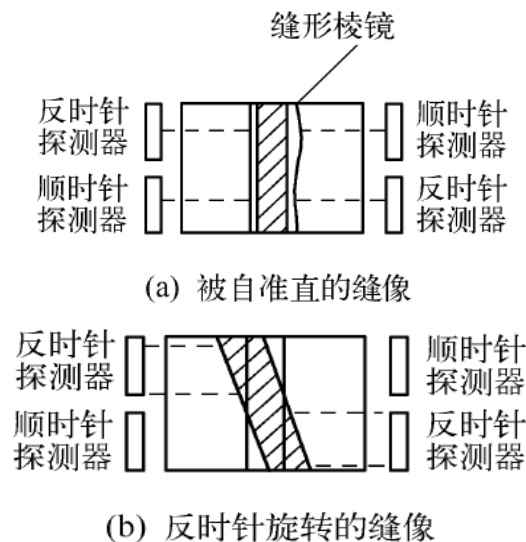 缝形棱镜
反时针
探测器
顺时针
探测器
顺时针
探测器
反时针
探测器
(a) 被自准直的缝像
反时针
探测器
顺时针
探测器
顺时针
探测器
反时针
探测器
(b) 反时针旋转的缝像